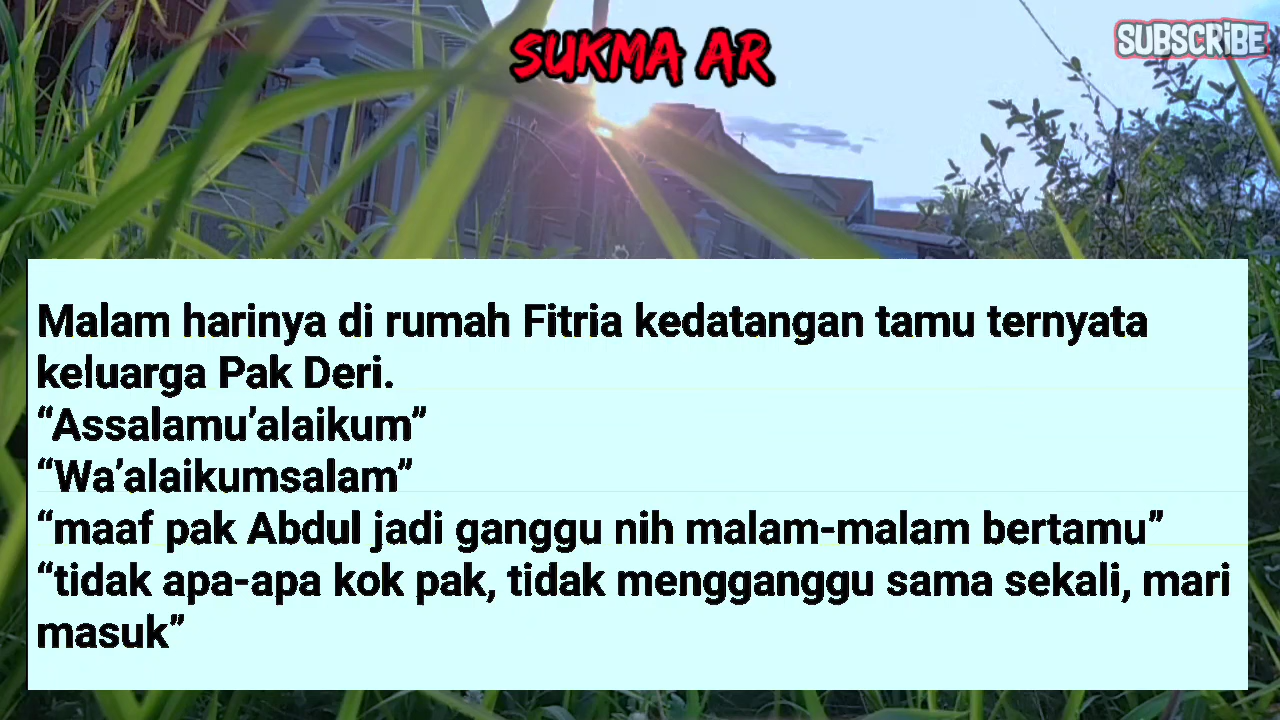 SUKMA AR
SUBSCRiBE
Malam harinya di rumah Fitria kedatangan tamu ternyata
keluarga Pak Deri.
“Assalamu’alaikum”
“Wa’alaikumsalam”
“maaf pak Abdul jadi ganggu nih malam-malam bertamu”
“tidak apa-apa kok pak, tidak mengganggu sama sekali, mari
masuk”